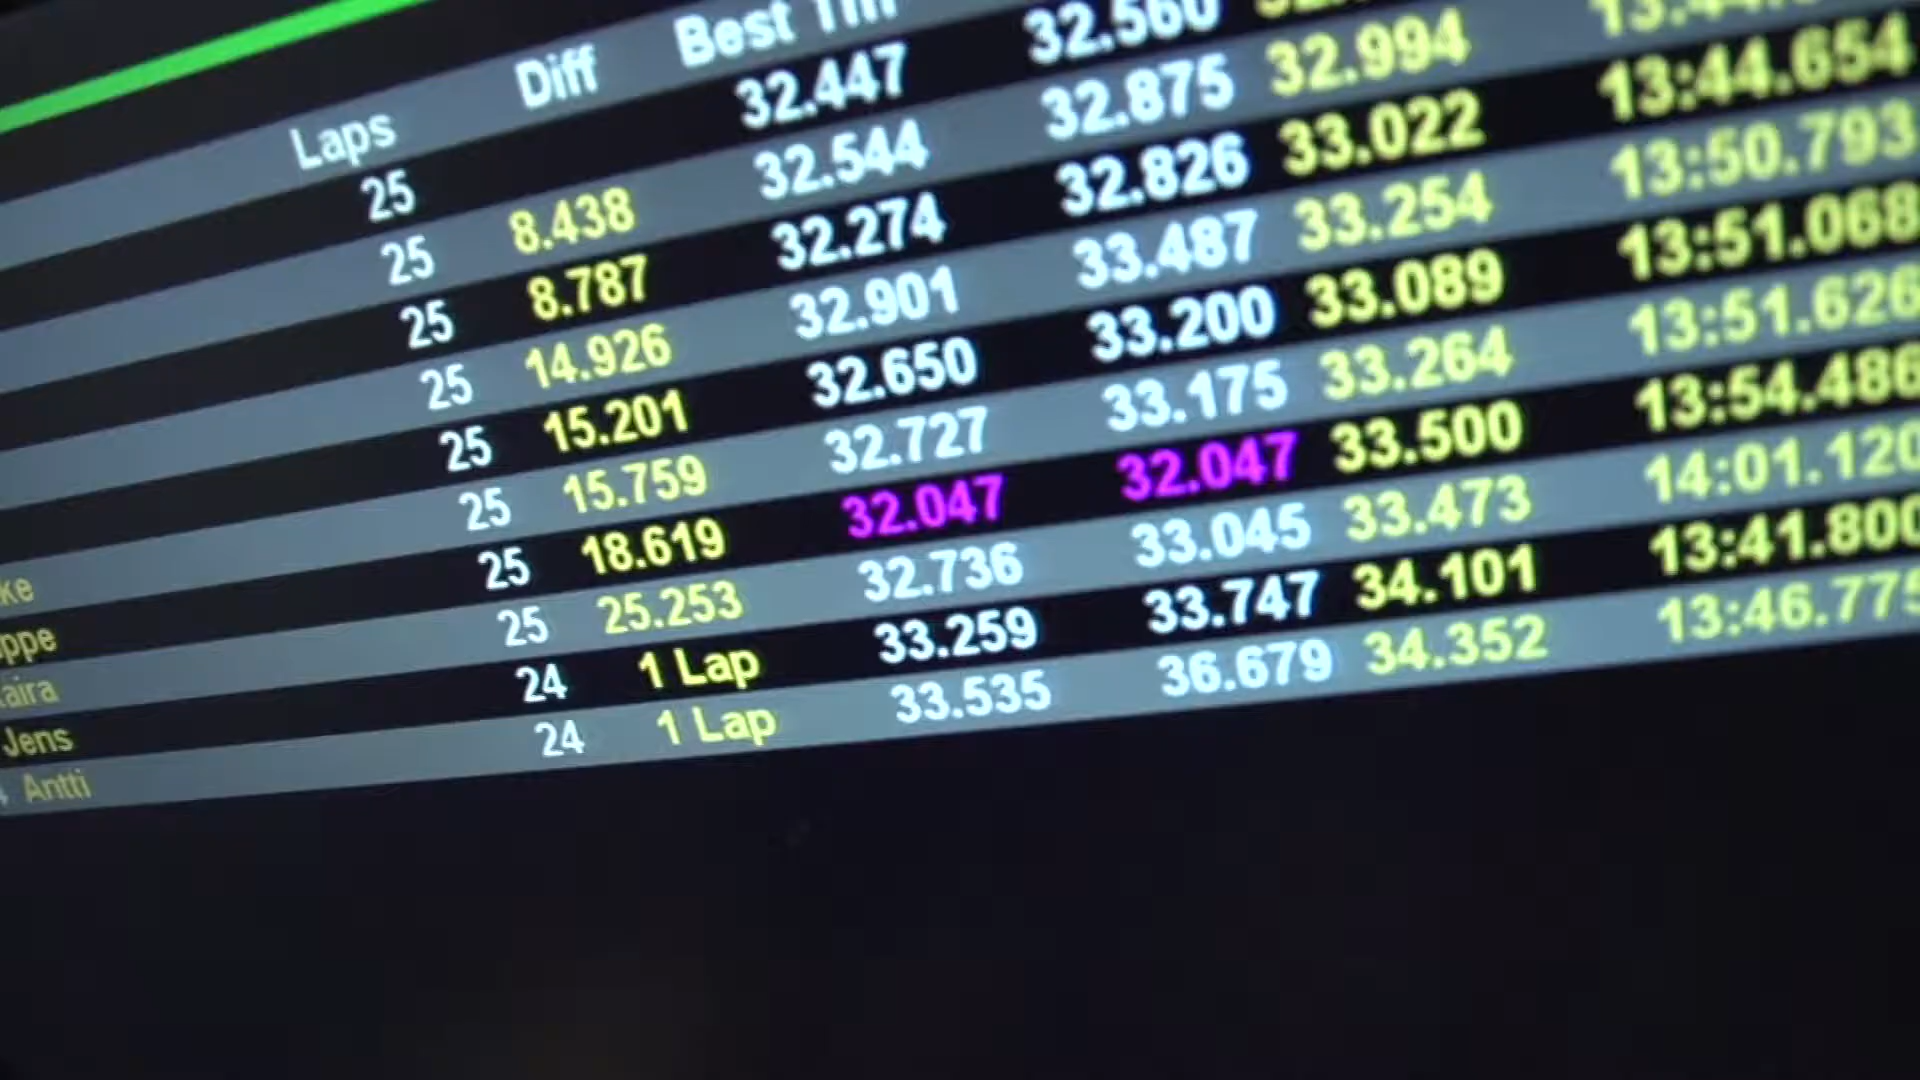 Laps Diff Best
25 32.447 32.560
25 8.438 32.544 32.875 32.994
25 8.787 32.274 32.826 33.022 13:44.654
25 14.926 32.901 33.487 33.254 13:50.793
25 15.201 32.650 33.200 33.089 13:51.068
ke 25 15.759 32.727 33.175 33.264 13:51.626
ppe 25 18.619 32.047 32.047 33.500 13:54.486
aira 25 25.253 32.736 33.045 33.473 14:01.120
Jens 24 1 Lap 33.259 33.747 34.101 13:41.800
Antti 24 1 Lap 33.535 36.679 34.352 13:46.775